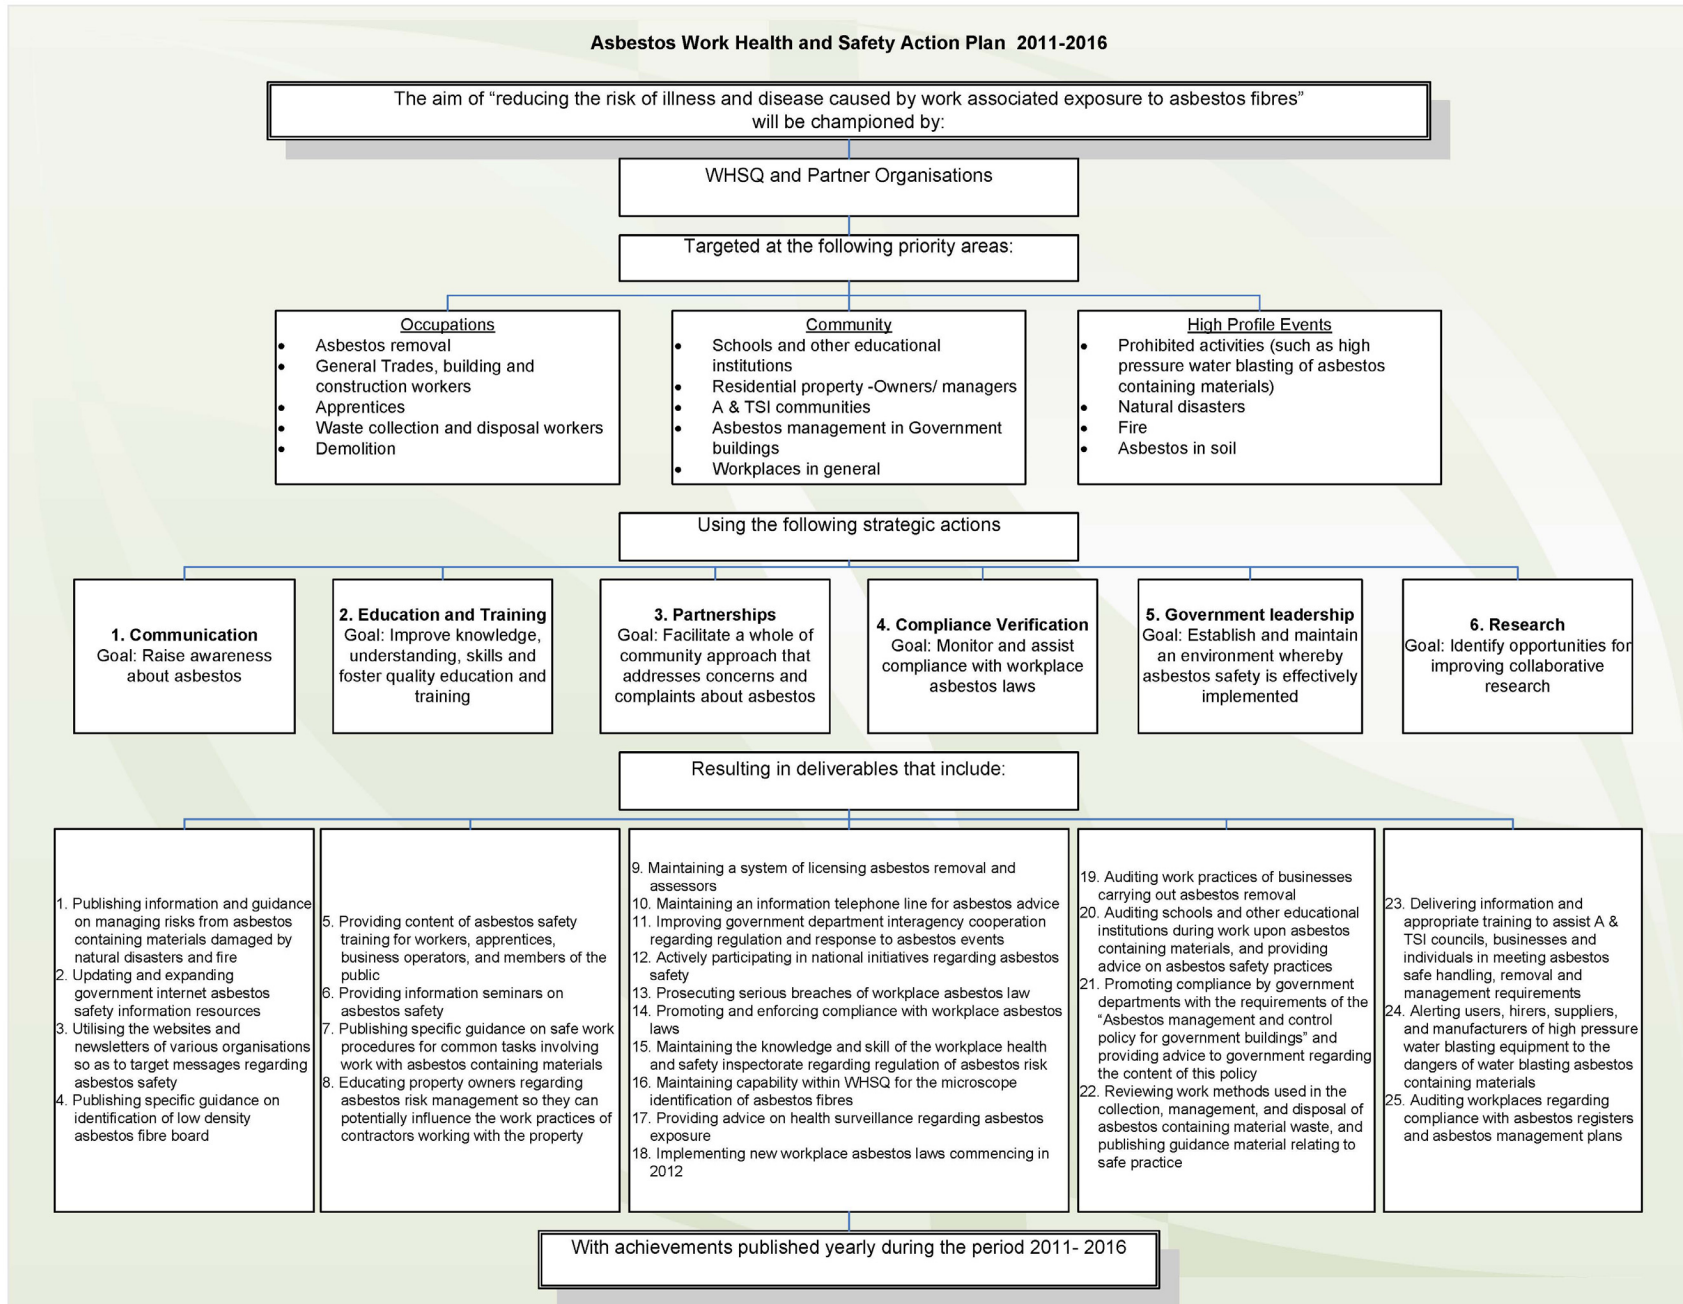 Asbestos Work Health and Safety Action Plan 2011-2016
The aim of “reducing the risk of illness and disease caused by work associated exposure to asbestos fibres”
will be championed by:
WHSQ and Partner Organisations
Targeted at the following priority areas:
Occupations
• Asbestos removal
• General Trades, building and
construction workers
• Apprentices
• Waste collection and disposal workers
• Demolition
Community
• Schools and other educational
institutions
• Residential property -Owners/ managers
• A & TSI communities
• Asbestos management in Government
buildings
• Workplaces in general
High Profile Events
• Prohibited activities (such as high
pressure water blasting of asbestos
containing materials)
• Natural disasters
• Fire
• Asbestos in soil
Using the following strategic actions
1. Communication
Goal: Raise awareness
about asbestos
2. Education and Training
Goal: Improve knowledge,
understanding, skills and
foster quality education and
training
3. Partnerships
Goal: Facilitate a whole of
community approach that
addresses concerns and
complaints about asbestos
4. Compliance Verification
Goal: Monitor and assist
compliance with workplace
asbestos laws
5. Government leadership
Goal: Establish and maintain
an environment whereby
asbestos safety is effectively
implemented
6. Research
Goal: Identify opportunities for
improving collaborative
research
Resulting in deliverables that include:
1. Publishing information and guidance
on managing risks from asbestos
containing materials damaged by
natural disasters and fire
2. Updating and expanding
government internet asbestos
safety information resources
3. Utilising the websites and
newsletters of various organisations
so as to target messages regarding
asbestos safety
4. Publishing specific guidance on
identification of low density
asbestos fibre board
5. Providing content of asbestos safety
training for workers, apprentices,
business operators, and members of the
public
6. Providing information seminars on
asbestos safety
7. Publishing specific guidance on safe work
procedures for common tasks involving
work with asbestos containing materials
8. Educating property owners regarding
asbestos risk management so they can
potentially influence the work practices of
contractors working with the property
9. Maintaining a system of licensing asbestos removal and
assessors
10. Maintaining an information telephone line for asbestos advice
11. Improving government department interagency cooperation
regarding regulation and response to asbestos events
12. Actively participating in national initiatives regarding asbestos
safety
13. Prosecuting serious breaches of workplace asbestos law
14. Promoting and enforcing compliance with workplace asbestos
laws
15. Maintaining the knowledge and skill of the workplace health
and safety inspectorate regarding regulation of asbestos risk
16. Maintaining capability within WHSQ for the microscope
identification of asbestos fibres
17. Providing advice on health surveillance regarding asbestos
exposure
18. Implementing new workplace asbestos laws commencing in
2012
19. Auditing work practices of businesses
carrying out asbestos removal
20. Auditing schools and other educational
institutions during work upon asbestos
containing materials, and providing
advice on asbestos safety practices
21. Promoting compliance by government
departments with the requirements of the
“Asbestos management and control
policy for government buildings” and
providing advice to government regarding
the content of this policy
22. Reviewing work methods used in the
collection, management, and disposal of
asbestos containing material waste, and
publishing guidance material relating to
safe practice
23. Delivering information and
appropriate training to assist A &
TSI councils, businesses and
individuals in meeting asbestos
safe handling, removal and
management requirements
24. Alerting users, hirers, suppliers,
and manufacturers of high pressure
water blasting equipment to the
dangers of water blasting asbestos
containing materials
25. Auditing workplaces regarding
compliance with asbestos registers
and asbestos management plans
With achievements published yearly during the period 2011- 2016